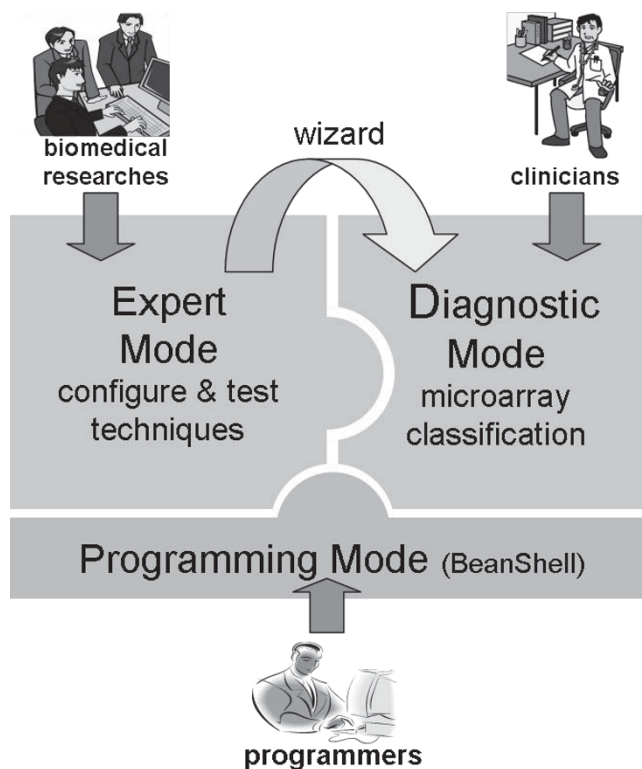 biomedical
researches
wizard
clinicians
Expert
Mode
configure & test
techniques
Diagnostic
Mode
microarray
classification
Programming Mode (BeanShell)
programmers